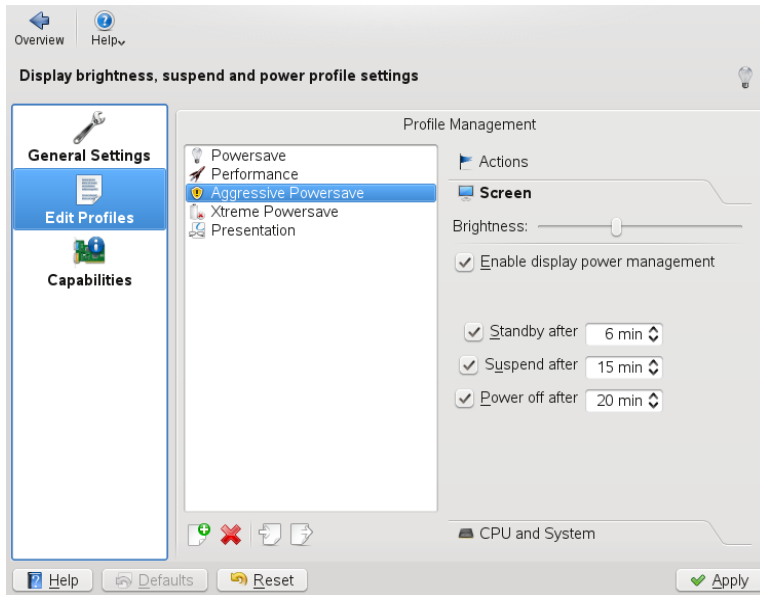 Overview
Help
Display brightness, suspend and power profile settings
General Settings
Edit Profiles
Capabilities
Profile Management
Powersave
Performance
Aggressive Powersave
Xtreme Powersave
Presentation
Actions
Screen
Brightness:
Enable display power management
Standby after 6 min
Suspend after 15 min
Power off after 20 min
CPU and System
Help
Defaults
Reset
Apply